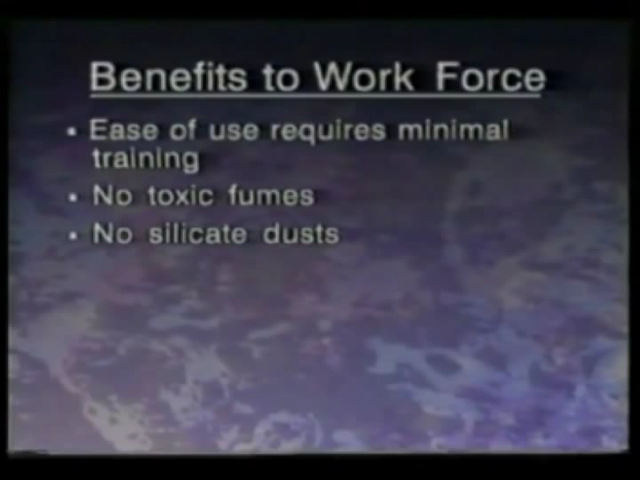 Benefits to Work Force
▪ Ease of use requires minimal
training
▪ No toxic fumes
▪ No silicate dusts